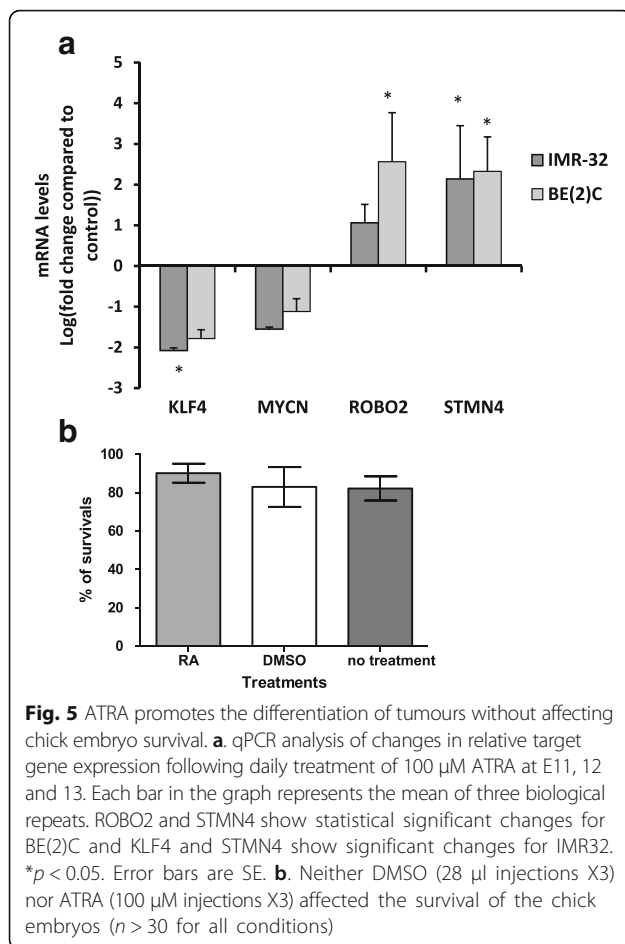 a
mRNA levels
Log(fold change compared to
control))
5
4
3
2
1
0
-1
-2
-3
*
*
*
*
IMR-32
BE(2)C
KLF4 MYCN ROBO2 STMN4
b
% of survivals
100
80
60
40
20
0
RA DMSO no treatment
Treatments
Fig. 5 ATRA promotes the differentiation of tumours without affecting
chick embryo survival. a. qPCR analysis of changes in relative target
gene expression following daily treatment of 100 μM ATRA at E11, 12
and 13. Each bar in the graph represents the mean of three biological
repeats. ROBO2 and STMN4 show statistical significant changes for
BE(2)C and KLF4 and STMN4 show significant changes for IMR32.
*p < 0.05. Error bars are SE. b. Neither DMSO (28 μl injections X3)
nor ATRA (100 μM injections X3) affected the survival of the chick
embryos (n > 30 for all conditions)